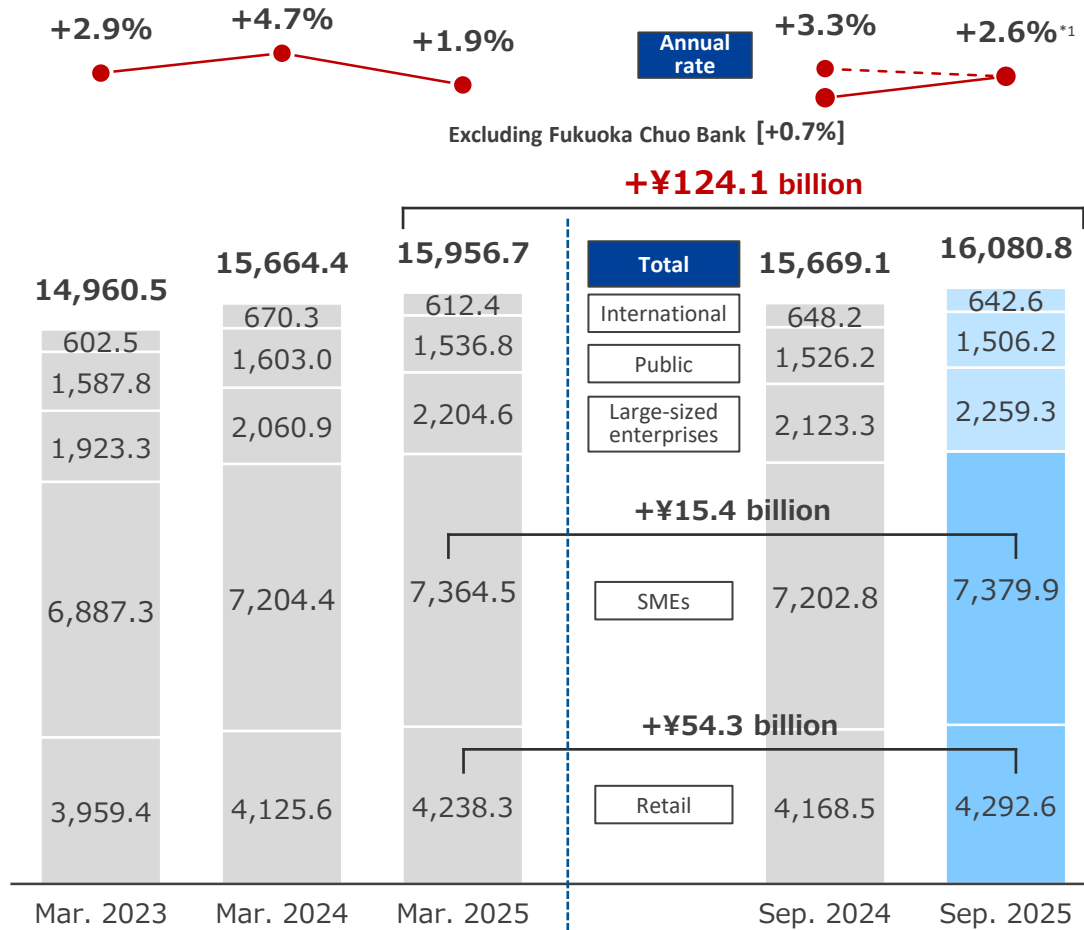 +2.9%
+4.7%
+1.9%
Annual
rate
+3.3%
+2.6%*1
Excluding Fukuoka Chuo Bank [+0.7%]
+¥124.1 billion
14,960.5
15,664.4
15,956.7
Total
15,669.1
16,080.8
602.5
670.3
612.4
International
648.2
642.6
1,587.8
1,603.0
1,536.8
Public
1,526.2
1,506.2
1,923.3
2,060.9
2,204.6
Large-sized
enterprises
2,123.3
2,259.3
+¥15.4 billion
6,887.3
7,204.4
7,364.5
SMEs
7,202.8
7,379.9
+¥54.3 billion
3,959.4
4,125.6
4,238.3
Retail
4,168.5
4,292.6
Mar. 2023
Mar. 2024
Mar. 2025
Sep. 2024
Sep. 2025